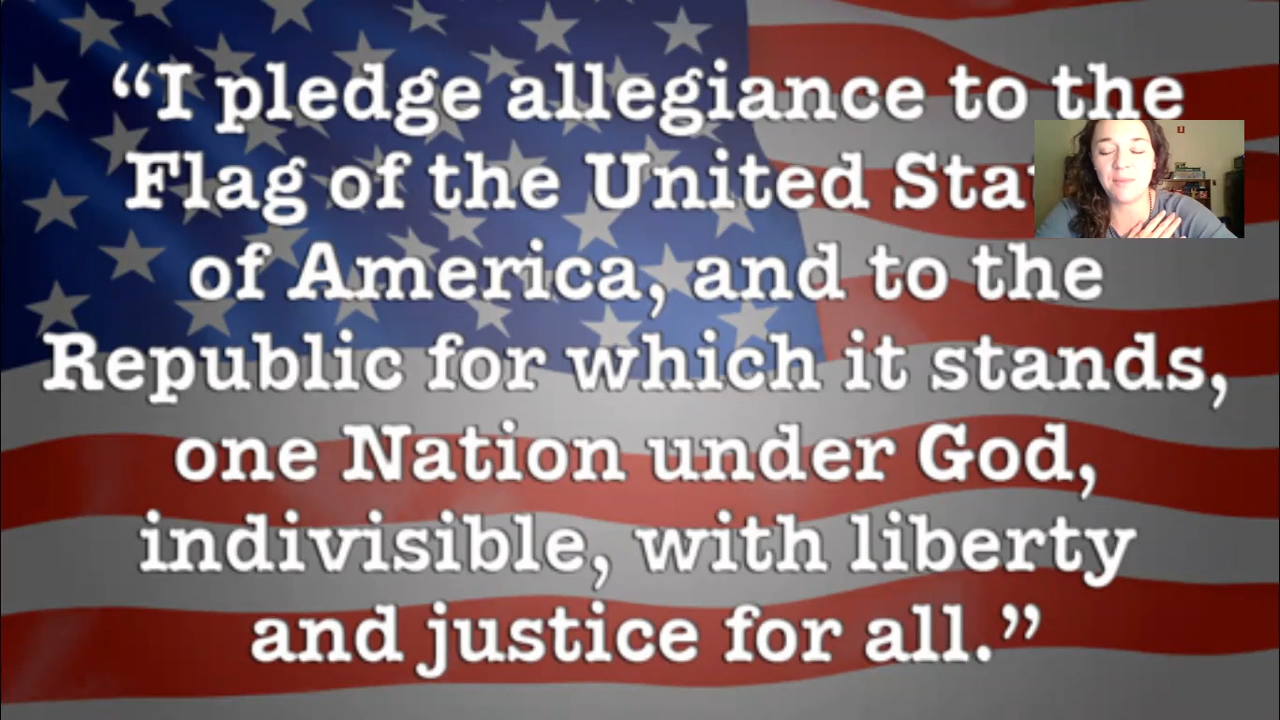 “I pledge allegiance to the
Flag of the United
of America, and to the
Republic for which it stands,
one Nation under God,
indivisible, with liberty
and justice for all.”